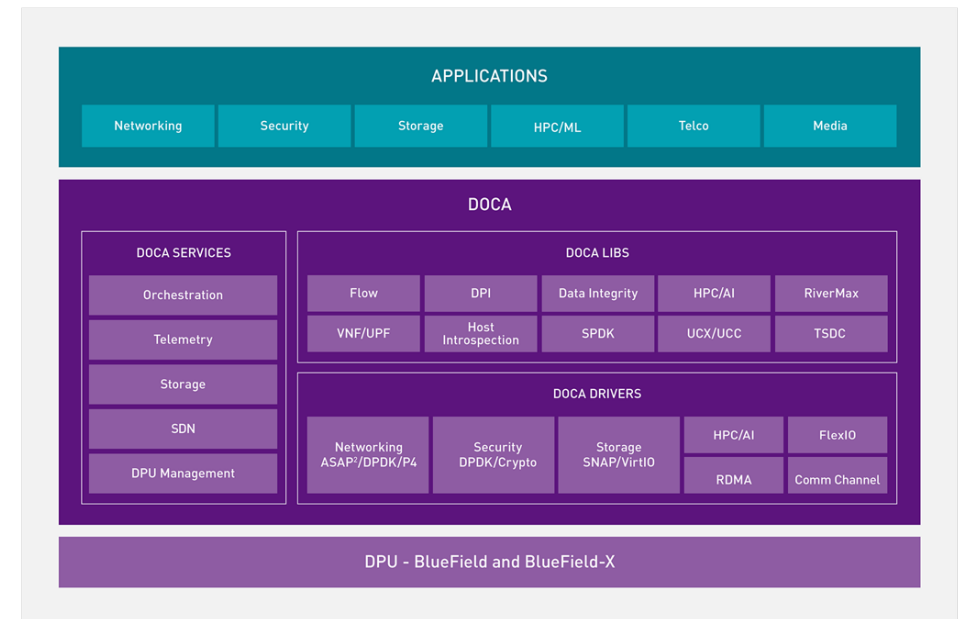 APPLICATIONS
Networking
Security
Storage
HPC/ML
Telco
Media
DOCA
DOCA SERVICES
Orchestration
Telemetry
Storage
SDN
DPU Management
DOCA LIBS
Flow
DPI
Data Integrity
HPC/AI
RiverMax
VNF/UPF
Host
Introspection
SPDK
UCX/UCC
TSDC
DOCA DRIVERS
Networking
ASAP²/DPDK/P4
Security
DPDK/Crypto
Storage
SNAP/VirtIO
HPC/AI
FlexIO
RDMA
Comm Channel
DPU - BlueField and BlueField-X